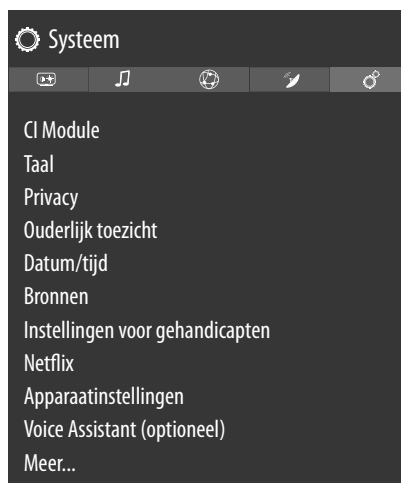 Systeem
CI Module
Taal
Privacy
Ouderlijk toezicht
Datum/tijd
Bronnen
Instellingen voor gehandicapten
Netflix
Apparaatinstellingen
Voice Assistant (optioneel)
Meer...